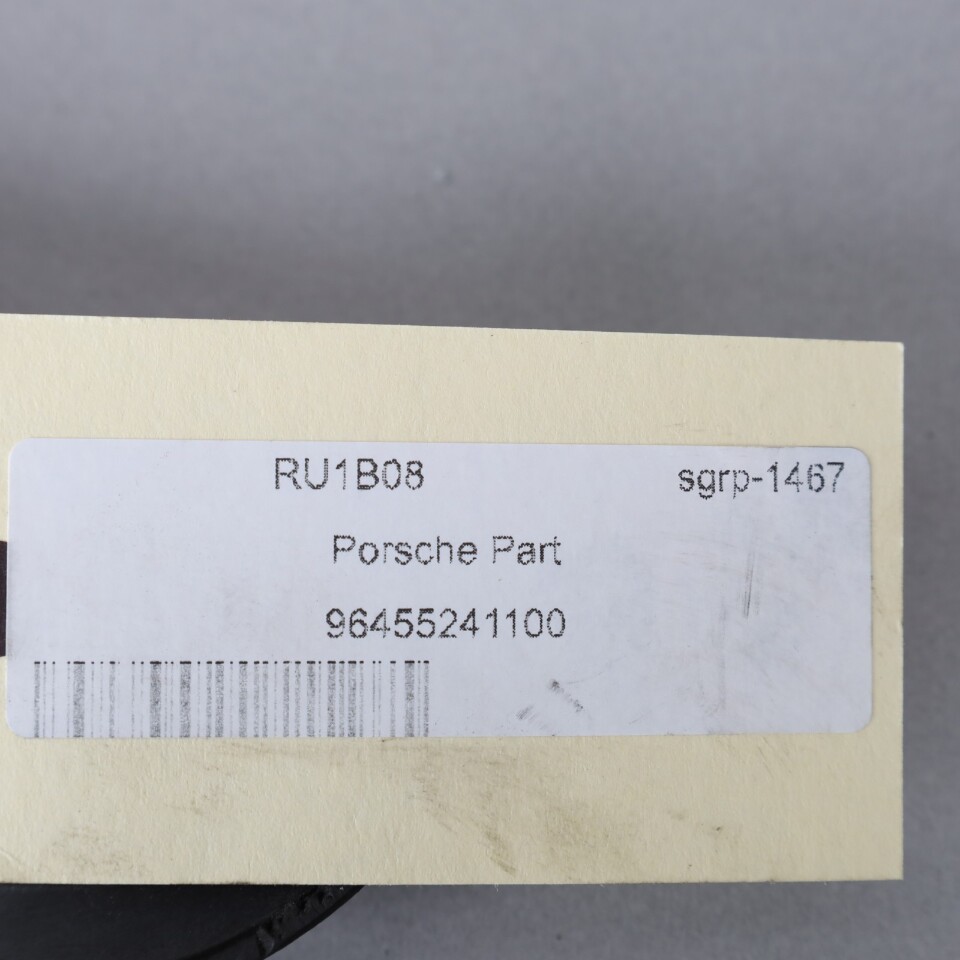 RU1B08 sgrp-1467
Porsche Part
96455241100